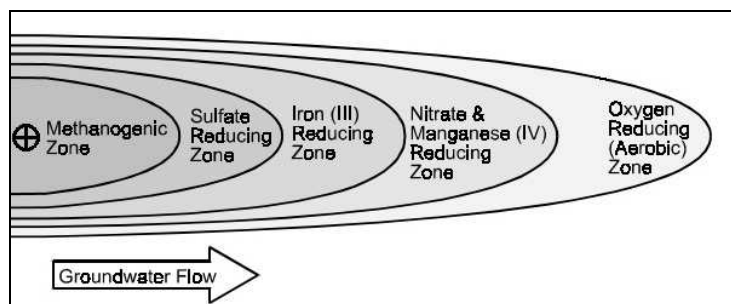 Methanogenic
Zone
Sulfate
Reducing
Zone
Iron (III)
Reducing
Zone
Nitrate &
Manganese (IV)
Reducing
Zone
Oxygen
Reducing
(Aerobic)
Zone
Groundwater Flow